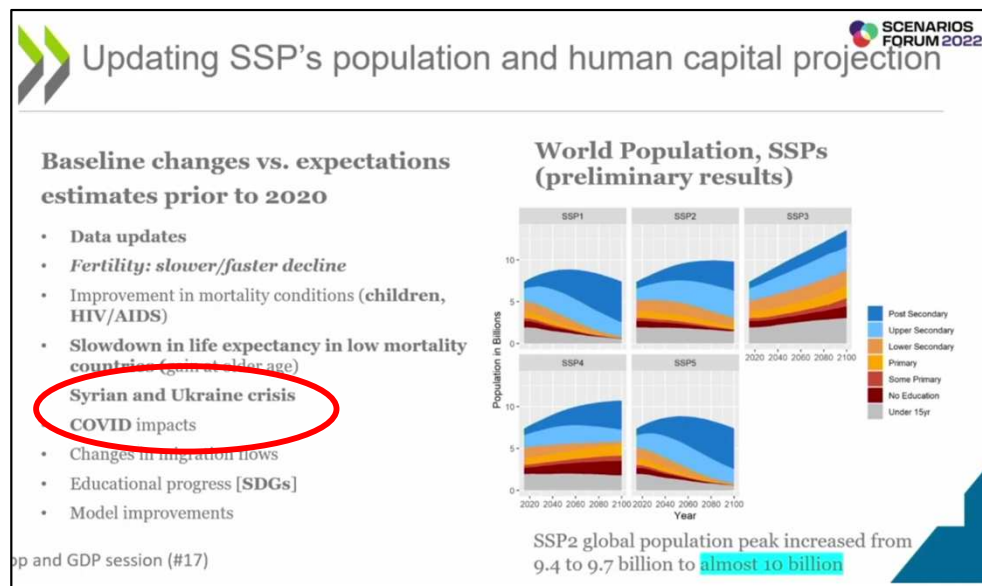 SCENARIOS
FORUM 2022
Updating SSP's population and human capital projection
Baseline changes vs. expectations
estimates prior to 2020
• Data updates
• Fertility: slower/faster decline
• Improvement in mortality conditions (children,
HIV/AIDS)
• Slowdown in life expectancy in low mortality
countries (gain at older age)
Syrian and Ukraine crisis
COVID impacts
• Changes in migration flows
• Educational progress [SDGs]
• Model improvements
op and GDP session (#17)
World Population, SSPs
(preliminary results)
SSP1 SSP2 SSP3
10
5
0
2020 2040 2060 2080 2100
SSP4 SSP5
10
5
0
2020 2040 2060 2080 2100 2020 2040 2060 2080 2100
Population in Billions
Year
Post Secondary
Upper Secondary
Lower Secondary
Primary
Some Primary
No Education
Under 15yr
SSP2 global population peak increased from
9.4 to 9.7 billion to almost 10 billion